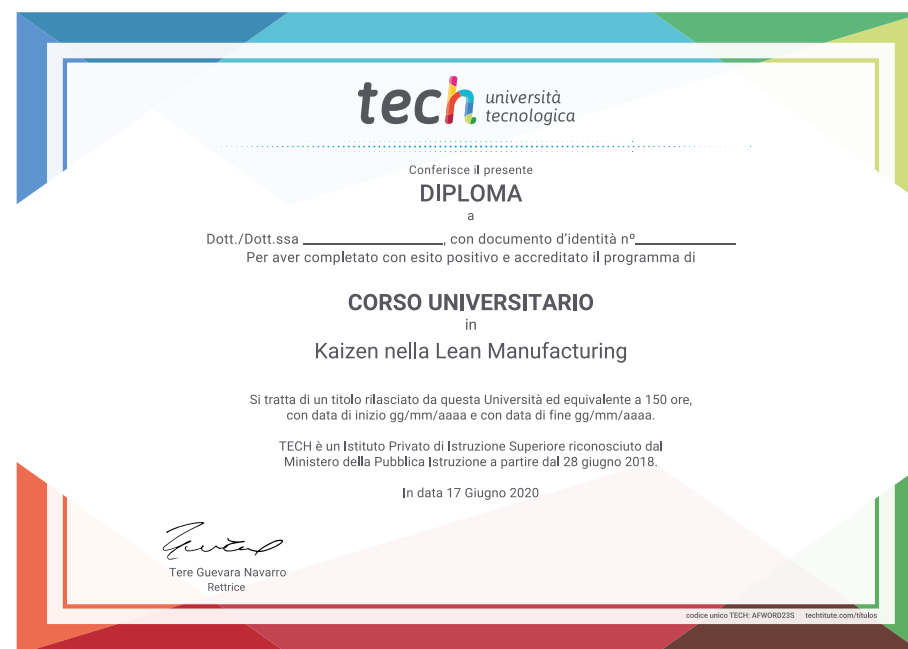 tech università
tecnologica
Conferisce il presente
DIPLOMA
a
Dott./Dott.ssa ____________________, con documento d'identità nº______________
Per aver completato con esito positivo e accreditato il programma di
CORSO UNIVERSITARIO
in
Kaizen nella Lean Manufacturing
Si tratta di un titolo rilasciato da questa Università ed equivalente a 150 ore,
con data di inizio gg/mm/aaaa e con data di fine gg/mm/aaaa.
TECH è un Istituto Privato di Istruzione Superiore riconosciuto dal
Ministero della Pubblica Istruzione a partire dal 28 giugno 2018.
In data 17 Giugno 2020
Tere Guevara Navarro
Rettrice
codice unico TECH: AFWORD23S techtitute.com/títulos